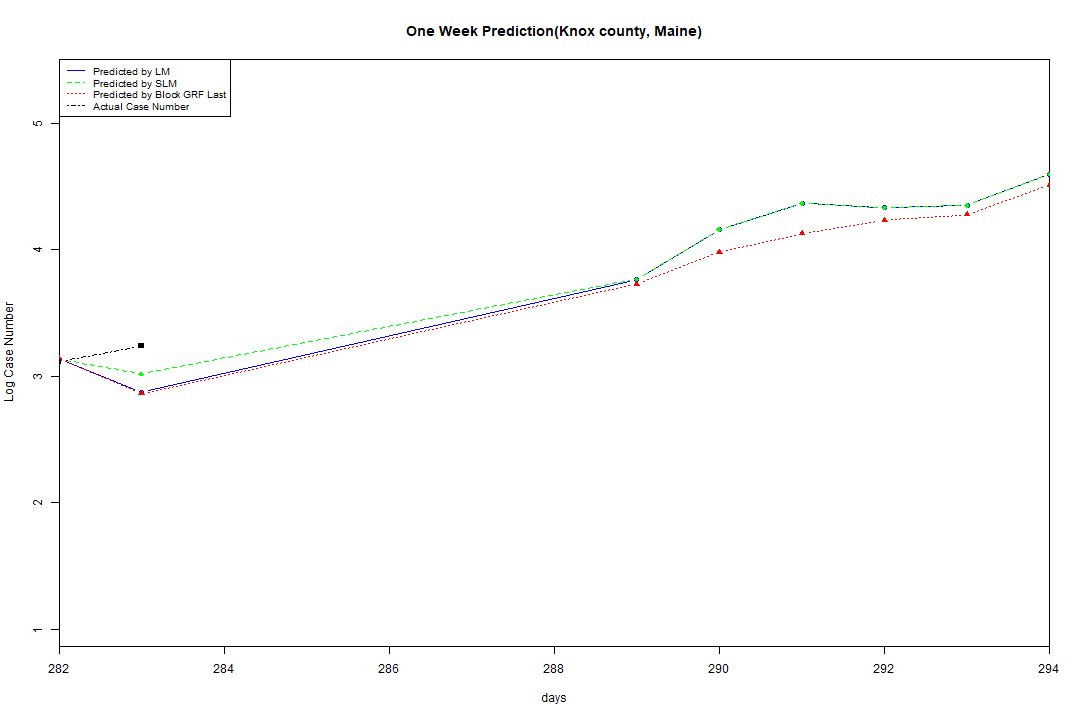 One Week Prediction(Knox county, Maine)
Predicted by LM
Predicted by SLM
Predicted by Block GRF Last
Actual Case Number
5
4
3
2
1
Log Case Number
282 284 286 288 290 292 294
days